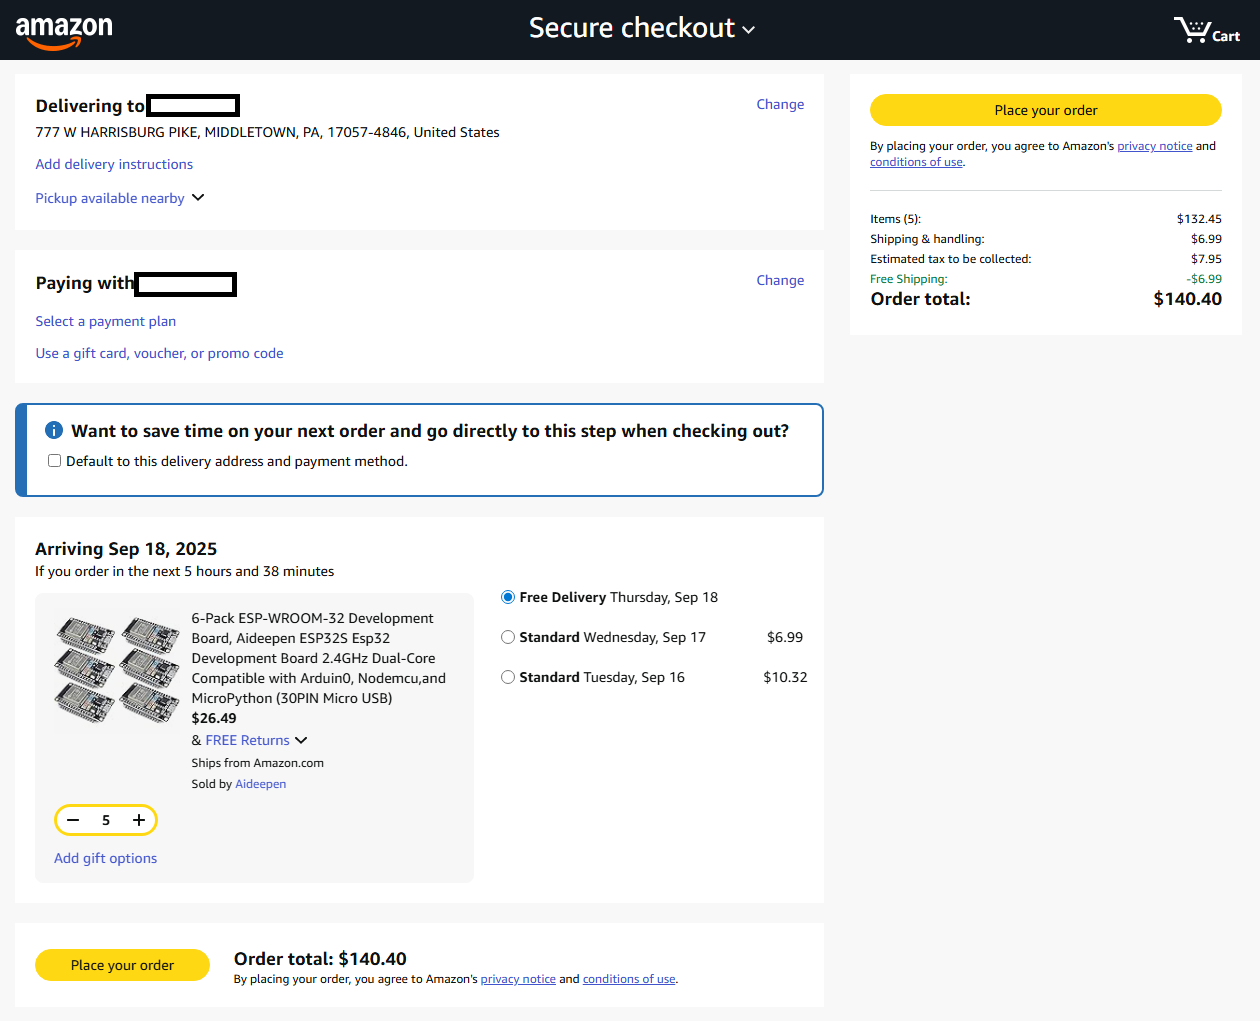 amazon
Secure checkout
Cart
Delivering to
Change
777 W HARRISBURG PIKE, MIDDLETOWN, PA, 17057-4846, United States
Add delivery instructions
Pickup available nearby
Paying with
Change
Select a payment plan
Use a gift card, voucher, or promo code
Want to save time on your next order and go directly to this step when checking out?
Default to this delivery address and payment method.
Arriving Sep 18, 2025
If you order in the next 5 hours and 38 minutes
6-Pack ESP-WROOM-32 Development
Board, Aideepen ESP32S Esp32
Development Board 2.4GHz Dual-Core
Compatible with Arduin0, Nodemcu,and
MicroPython (30PIN Micro USB)
$26.49
& FREE Returns
Ships from Amazon.com
Sold by Aideepen
5
Add gift options
Free Delivery Thursday, Sep 18
Standard Wednesday, Sep 17 $6.99
Standard Tuesday, Sep 16 $10.32
Place your order
Order total: $140.40
By placing your order, you agree to Amazon's privacy notice and conditions of use.
Place your order
By placing your order, you agree to Amazon's privacy notice and
conditions of use.
Items (5): $132.45
Shipping & handling: $6.99
Estimated tax to be collected: $7.95
Free Shipping: -$6.99
Order total: $140.40